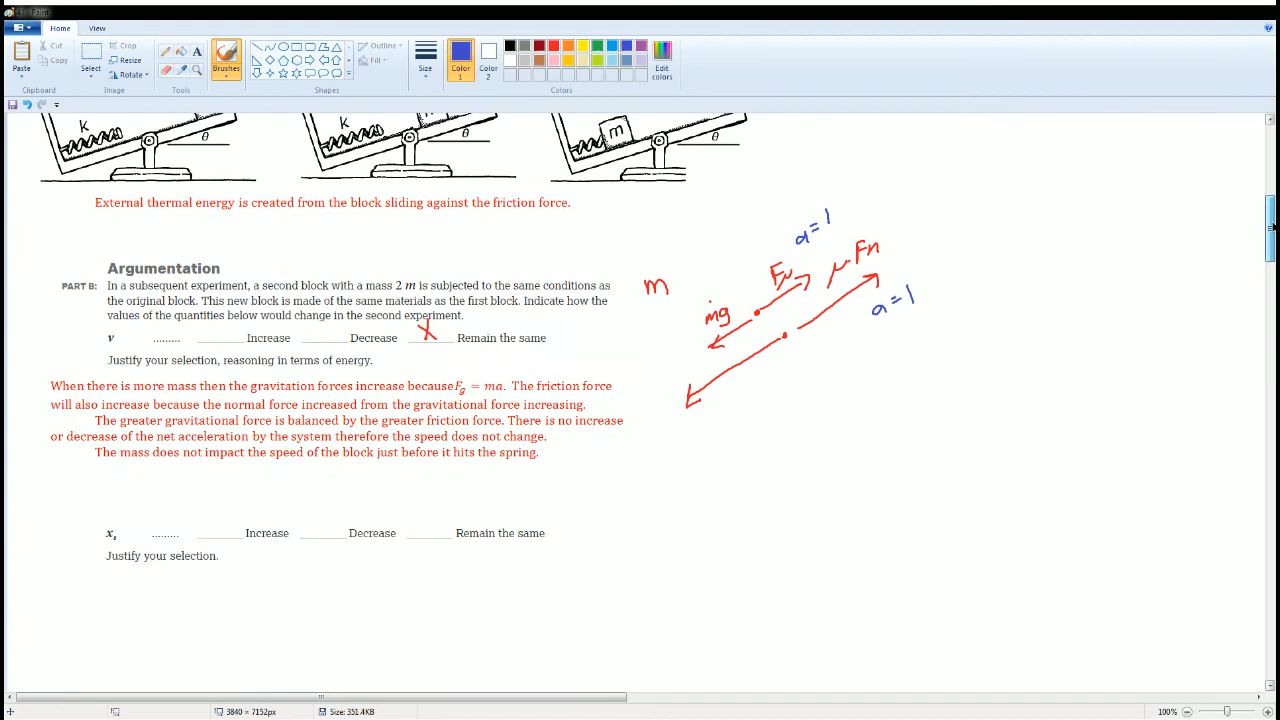 41 - Paint
Home View
Paste
Cut
Copy
Clipboard
Select
Crop
Resize
Rotate
Image
A
Tools
Brushes
Outline
Fill
Shapes
Size
Color 1
Color 2
Edit colors
Colors
k θ
k θ
m θ
External thermal energy is created from the block sliding against the friction force.
Argumentation
PART B: In a subsequent experiment, a second block with a mass 2 m is subjected to the same conditions as
the original block. This new block is made of the same materials as the first block. Indicate how the
values of the quantities below would change in the second experiment.
v ......... ______ Increase ______ Decrease __X__ Remain the same
Justify your selection, reasoning in terms of energy.
When there is more mass then the gravitation forces increase because F_g = ma. The friction force
will also increase because the normal force increased from the gravitational force increasing.
The greater gravitational force is balanced by the greater friction force. There is no increase
or decrease of the net acceleration by the system therefore the speed does not change.
The mass does not impact the speed of the block just before it hits the spring.
x_s ......... ______ Increase ______ Decrease ______ Remain the same
Justify your selection.
m
mg
Fμ
a=1
μ·Fn
a=1
3840 × 7152px
Size: 351.4KB
100%